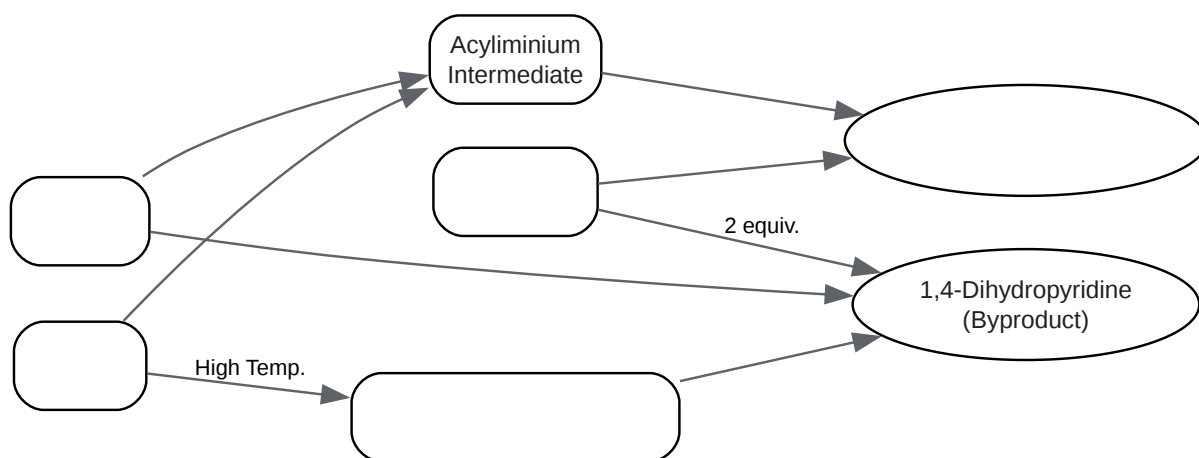 Acyliminium
Intermediate
2 equiv.
1,4-Dihydropyridine
(Byproduct)
High Temp.